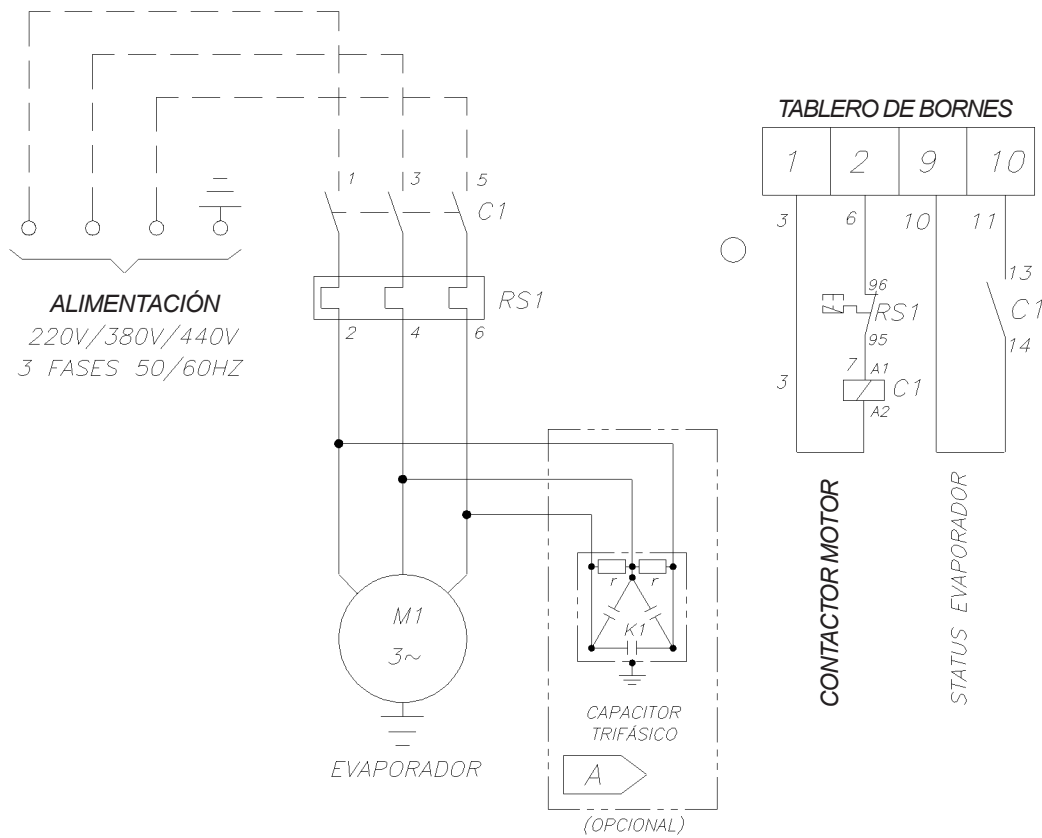 1
3
5
C1
ALIMENTACIÓN
220V/380V/440V
3 FASES 50/60HZ
RS1
2
4
6
M1
3~
EVAPORADOR
r
r
K1
CAPACITOR
TRIFÁSICO
A
(OPCIONAL)
TABLERO DE BORNES
1
2
9
10
3
6
10
11
96
RS1
95
13
C1
14
3
7
A1
C1
A2
CONTACTOR MOTOR
STATUS EVAPORADOR